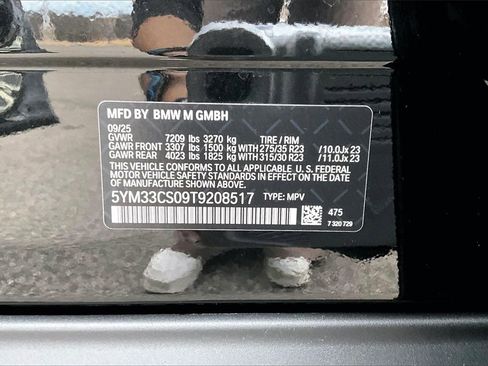 MFD BY BMW M GMBH
09/25
GVWR 7209 lbs 3270 kg TIRE / RIM
GAWR FRONT 3307 lbs 1500 kg WITH 275/35 R23 /10.0Jx 23
GAWR REAR 4023 lbs 1825 kg WITH 315/30 R23 /11.0Jx 23
THIS VEHICLE CONFORMS TO ALL APPLICABLE U. S. FEDERAL
MOTOR VEHICLE SAFETY STANDARDS IN EFFECT ON THE
DATE OF MANUFACTURE SHOWN ABOVE.
5YM33CS09T9208517 TYPE: MPV
475
7 320 729